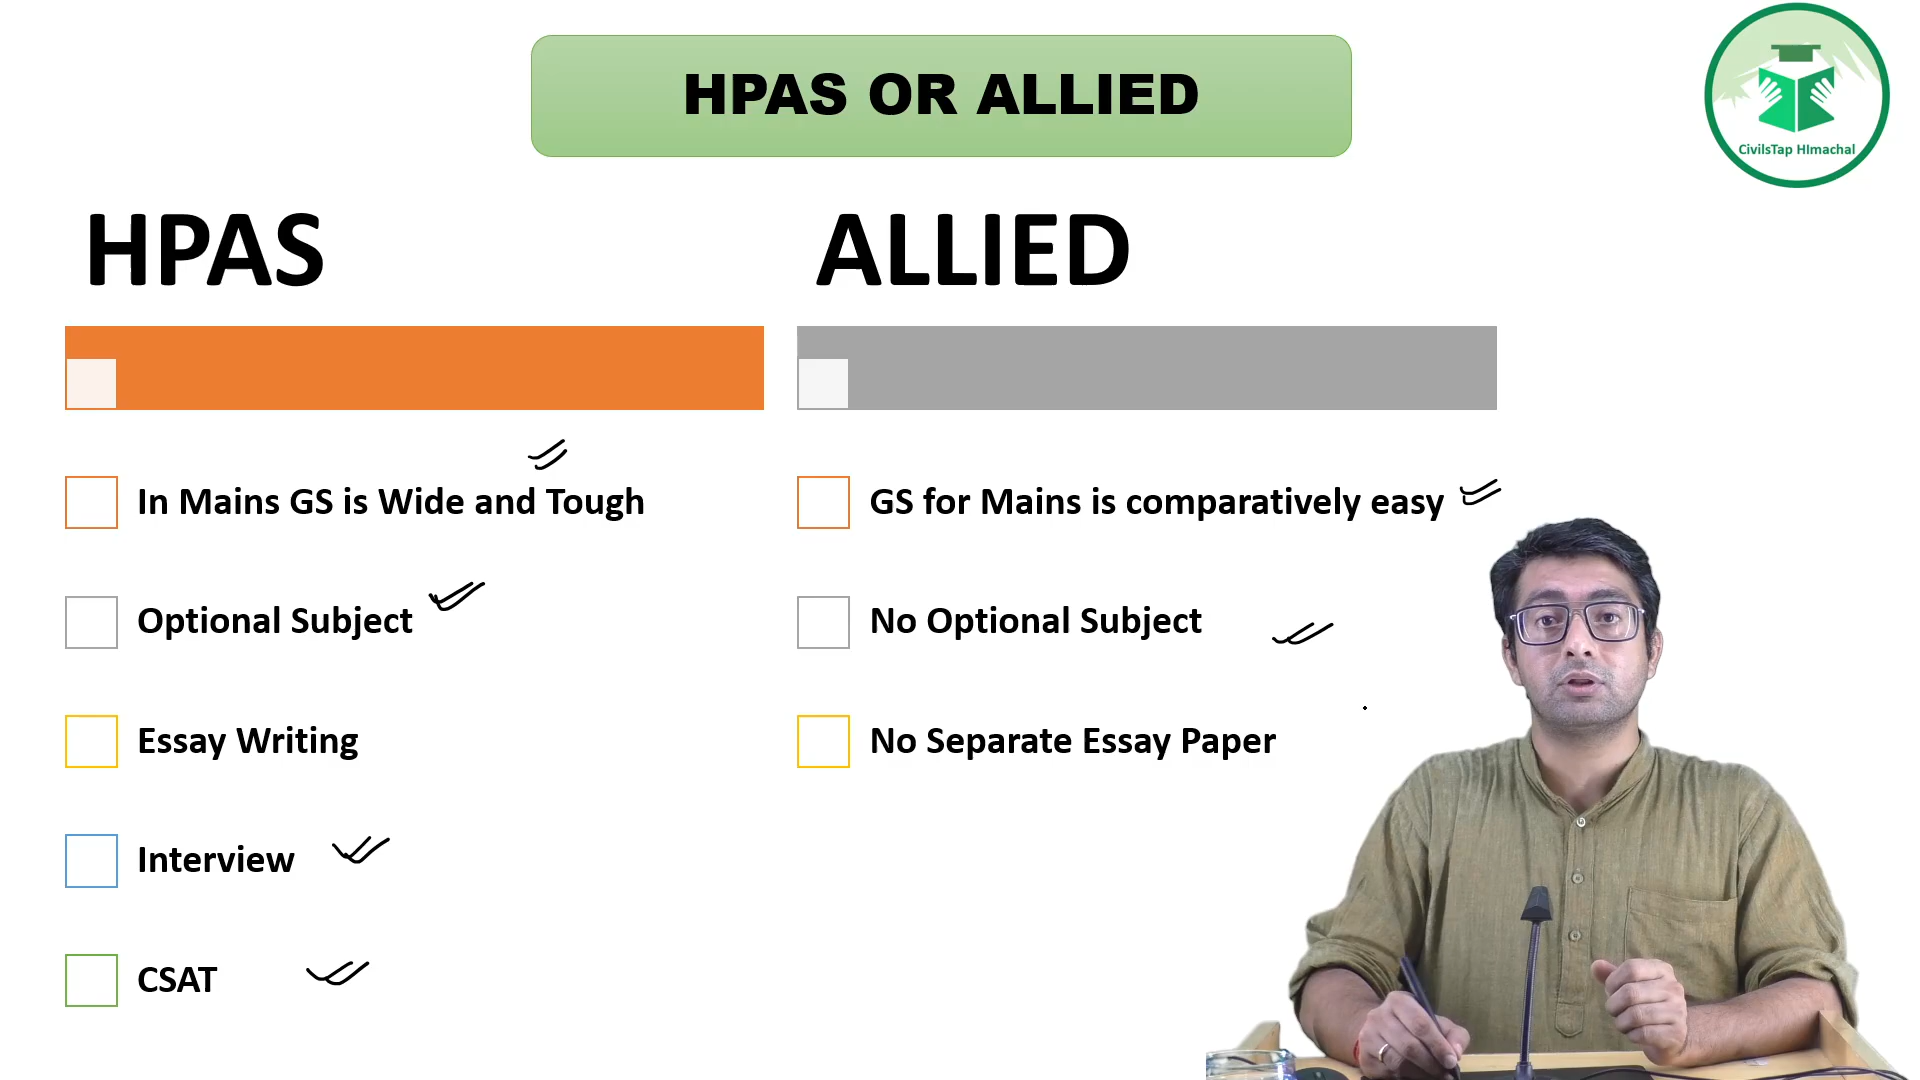 HPAS OR ALLIED
CivilsTap HImachal
HPAS
In Mains GS is Wide and Tough
Optional Subject
Essay Writing
Interview
CSAT
ALLIED
GS for Mains is comparatively easy
No Optional Subject
No Separate Essay Paper